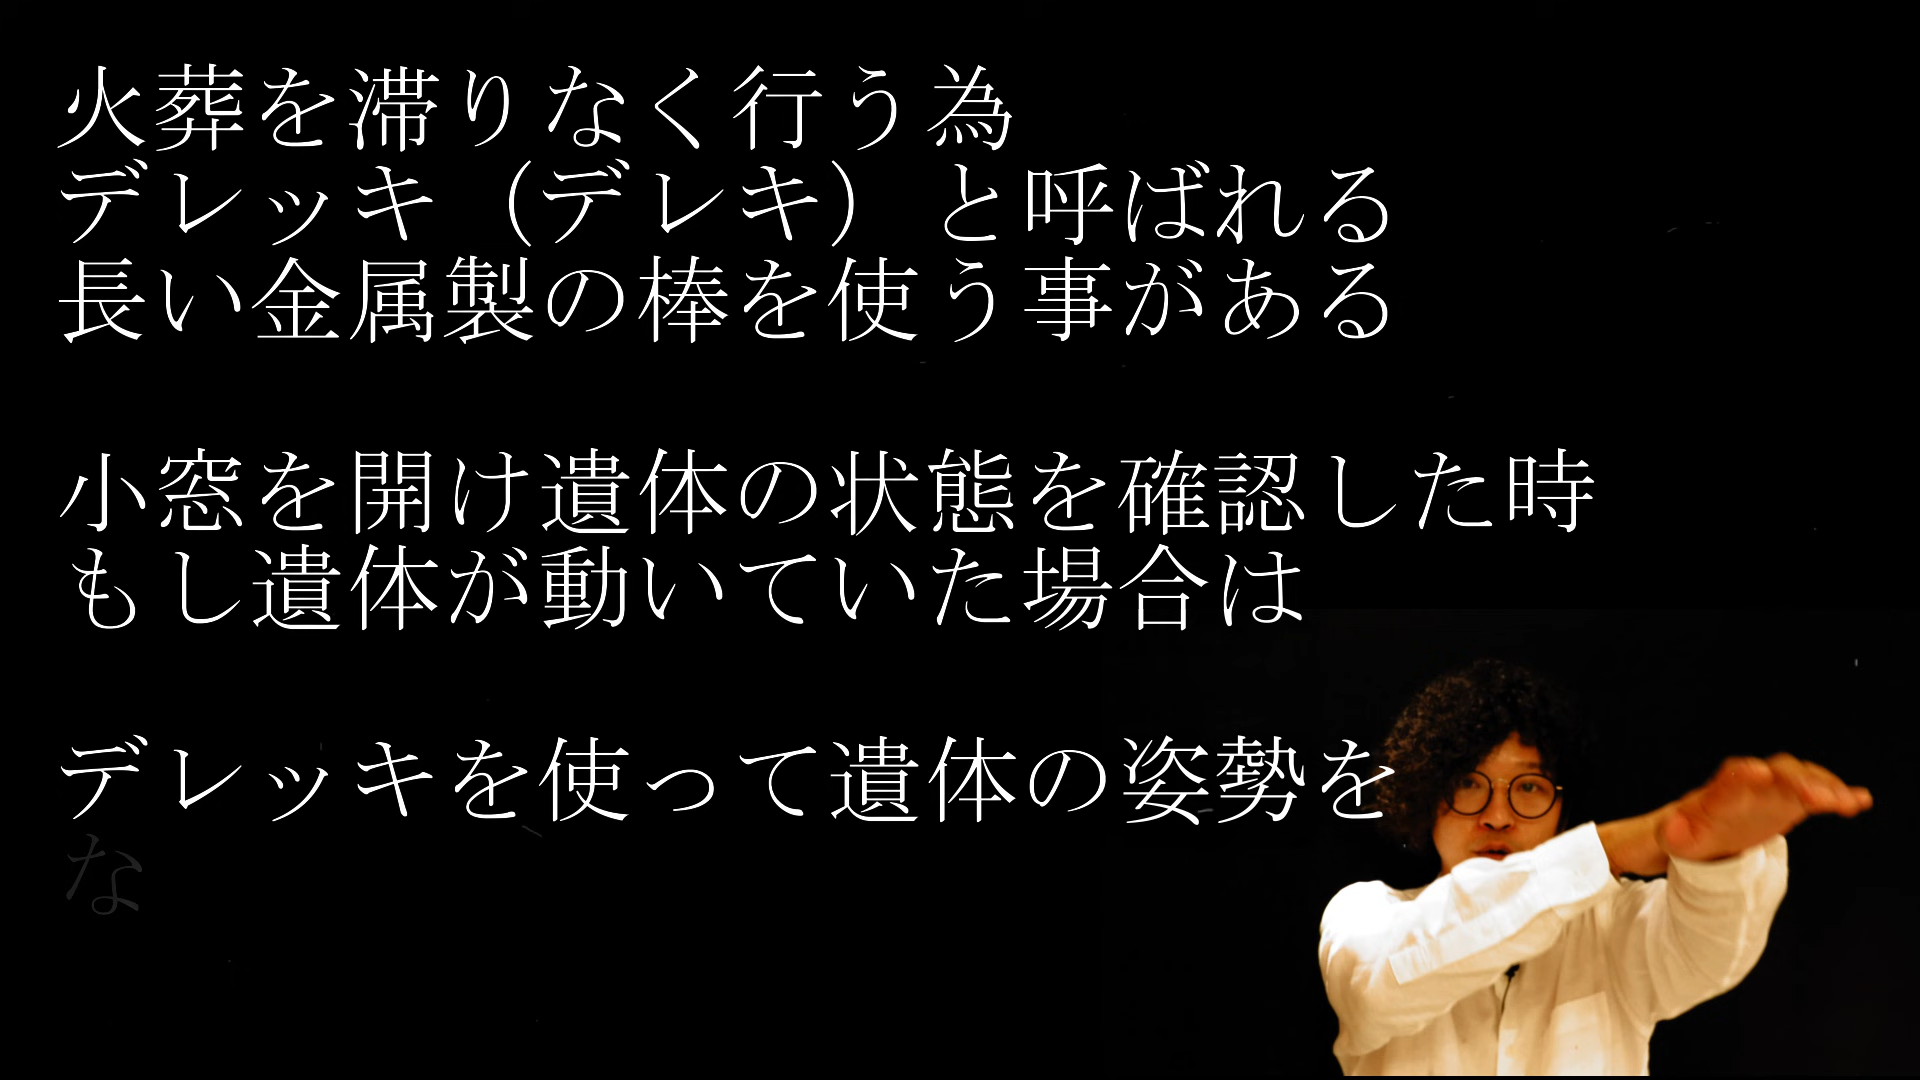 火葬を滞りなく行う為
デレッキ（デレキ）と呼ばれる
長い金属製の棒を使う事がある
小窓を開け遺体の状態を確認した時
もし遺体が動いていた場合は
デレッキを使って遺体の姿勢を
な